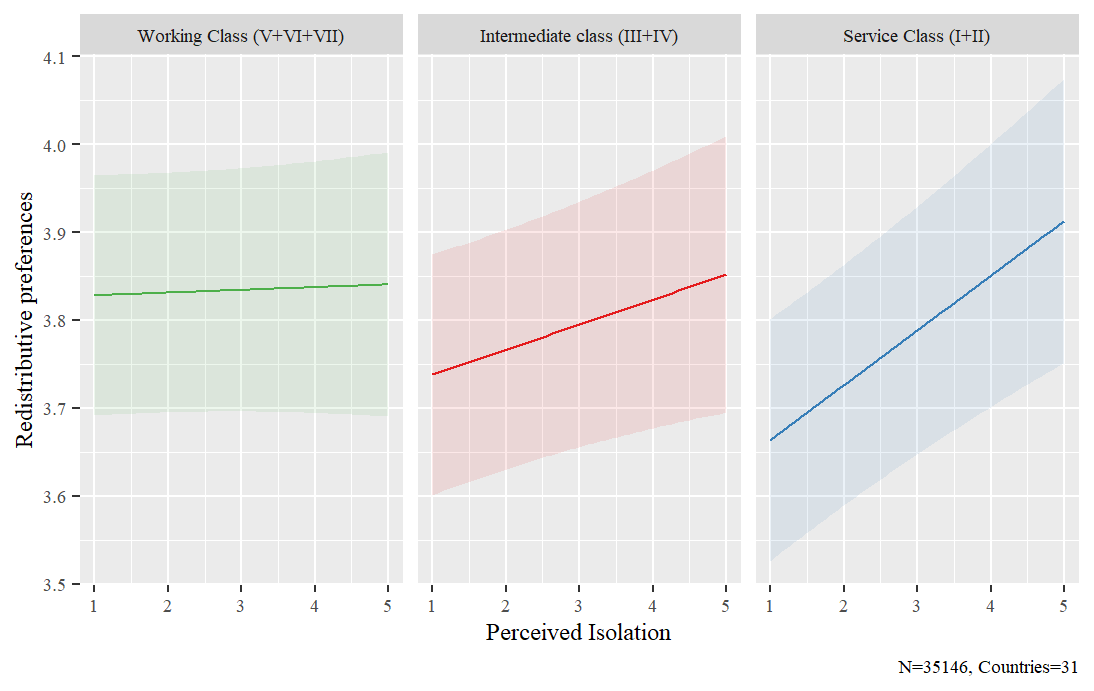 Working Class (V+VI+VII) Intermediate class (III+IV) Service Class (I+II)
4.1
4.0
3.9
3.8
3.7
3.6
3.5
Redistributive preferences
1 2 3 4 5 1 2 3 4 5 1 2 3 4 5
Perceived Isolation
N=35146, Countries=31